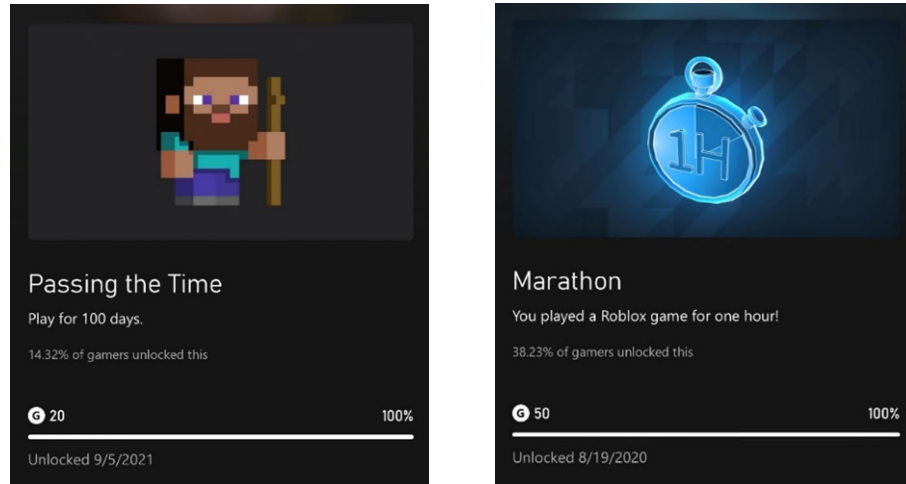 Passing the Time
Play for 100 days.
14.32% of gamers unlocked this
G 20 100%
Unlocked 9/5/2021
1H
Marathon
You played a Roblox game for one hour!
38.23% of gamers unlocked this
G 50 100%
Unlocked 8/19/2020